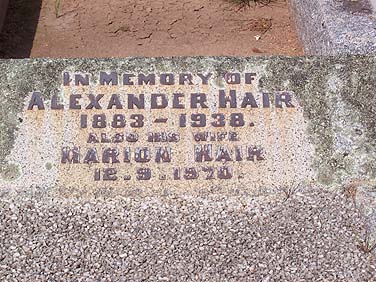 IN MEMORY OF
ALEXANDER HAIR
1883 – 1938.
ALSO HIS WIFE
MARION HAIR
12. 9. 1970.